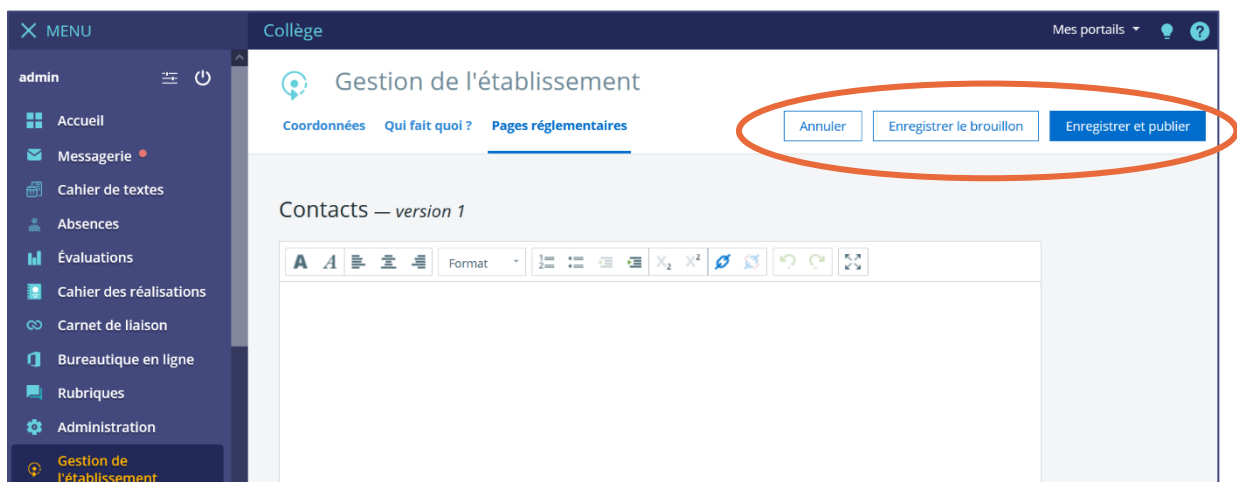 MENU
Collège
Mes portails
admin
Gestion de l'établissement
Coordonnées Qui fait quoi ? Pages réglementaires
Annuler Enregistrer le brouillon Enregistrer et publier
Accueil
Messagerie
Cahier de textes
Absences
Évaluations
Cahier des réalisations
Carnet de liaison
Bureautique en ligne
Rubriques
Administration
Gestion de
l'établissement
Contacts — version 1
A A Format X₂ X²